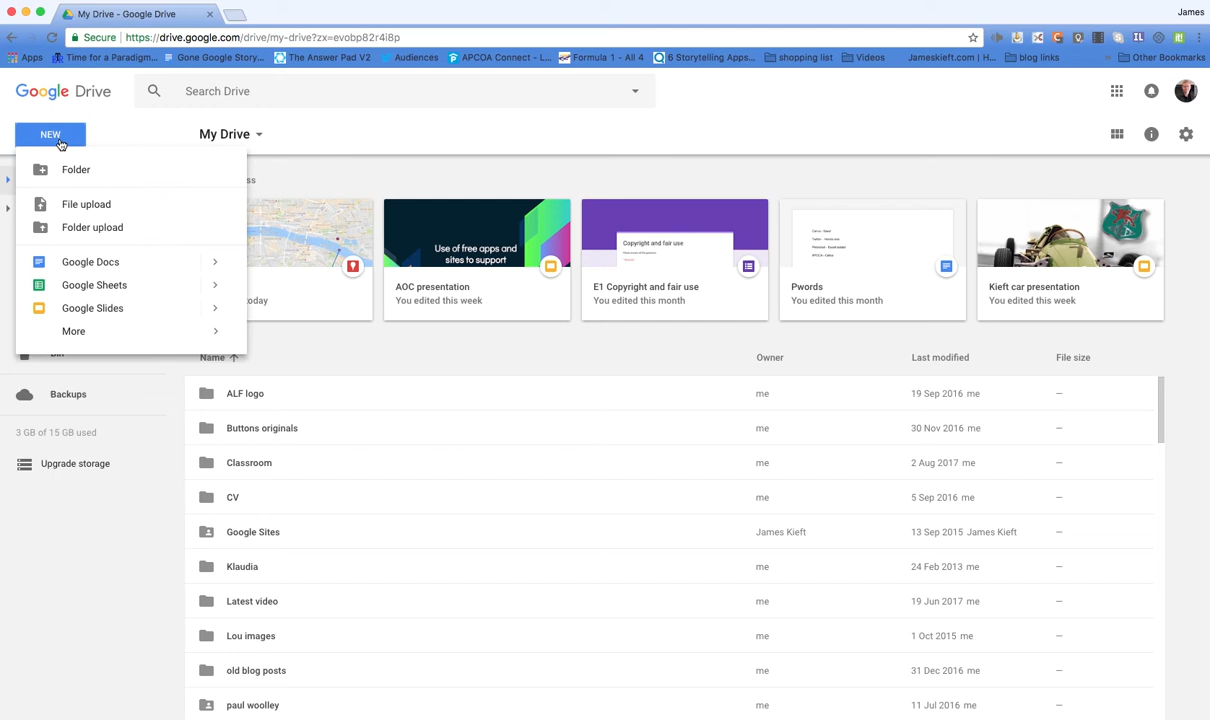 My Drive - Google Drive
James
Secure
https://drive.google.com/drive/my-drive?zx=evobp82r4i8p
Apps
Time for a Paradigm...
Gone Google Story...
The Answer Pad V2
Audiences
APCOA Connect - L...
Formula 1 - All 4
6 Storytelling Apps...
shopping list
Videos
Jameskieft.com | H...
blog links
»
Other Bookmarks
Google Drive
Search Drive
NEW
My Drive
Folder
File upload
Folder upload
Google Docs
Google Sheets
Google Slides
More
ss
today
Use of free apps and
sites to support
AOC presentation
You edited this week
Copyright and fair use
E1 Copyright and fair use
You edited this month
Pwords
You edited this month
Kieft car presentation
You edited this week
Bin
Backups
3 GB of 15 GB used
Upgrade storage
Name
Owner
Last modified
File size
ALF logo me 19 Sep 2016 me —
Buttons originals me 30 Nov 2016 me —
Classroom me 2 Aug 2017 me —
CV me 5 Sep 2016 me —
Google Sites James Kieft 13 Sep 2015 James Kieft —
Klaudia me 24 Feb 2013 me —
Latest video me 19 Jun 2017 me —
Lou images me 1 Oct 2015 me —
old blog posts me 31 Dec 2016 me —
paul woolley me 11 Jul 2016 me —